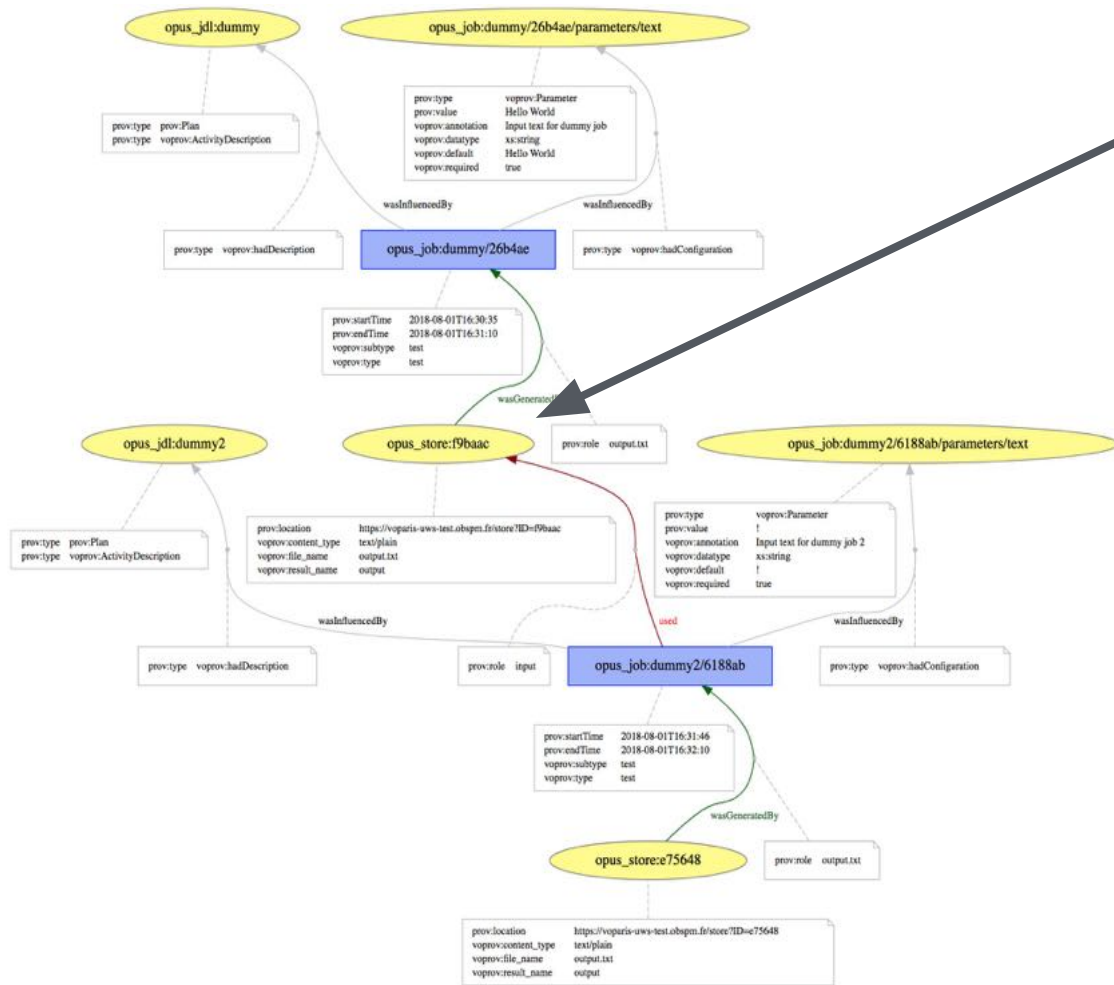 opus_jdl:dummy
opus_job:dummy/26b4ae/parameters/text
prov:type prov:Plan
prov:type voprov:ActivityDescription
prov:type voprov:Parameter
prov:value Hello World
voprov:annotation Input text for dummy job
voprov:datatype xs:string
voprov:default Hello World
voprov:required true
wasInfluencedBy
wasInfluencedBy
prov:type voprov:hadDescription
opus_job:dummy/26b4ae
prov:type voprov:hadConfiguration
prov:startTime 2018-08-01T16:30:35
prov:endTime 2018-08-01T16:31:10
voprov:subtype test
voprov:type test
wasGeneratedBy
opus_jdl:dummy2
opus_store:f9baac
prov:role output.txt
opus_job:dummy2/6188ab/parameters/text
prov:type prov:Plan
prov:type voprov:ActivityDescription
prov:location https://voparis-uws-test.obspm.fr/store?ID=f9baac
voprov:content_type text/plain
voprov:file_name output.txt
voprov:result_name output
prov:type voprov:Parameter
prov:value !
voprov:annotation Input text for dummy job 2
voprov:datatype xs:string
voprov:default !
voprov:required true
wasInfluencedBy
used
wasInfluencedBy
prov:type voprov:hadDescription
prov:role input
opus_job:dummy2/6188ab
prov:type voprov:hadConfiguration
prov:startTime 2018-08-01T16:31:46
prov:endTime 2018-08-01T16:32:10
voprov:subtype test
voprov:type test
wasGeneratedBy
opus_store:e75648
prov:role output.txt
prov:location https://voparis-uws-test.obspm.fr/store?ID=e75648
voprov:content_type text/plain
voprov:file_name output.txt
voprov:result_name output